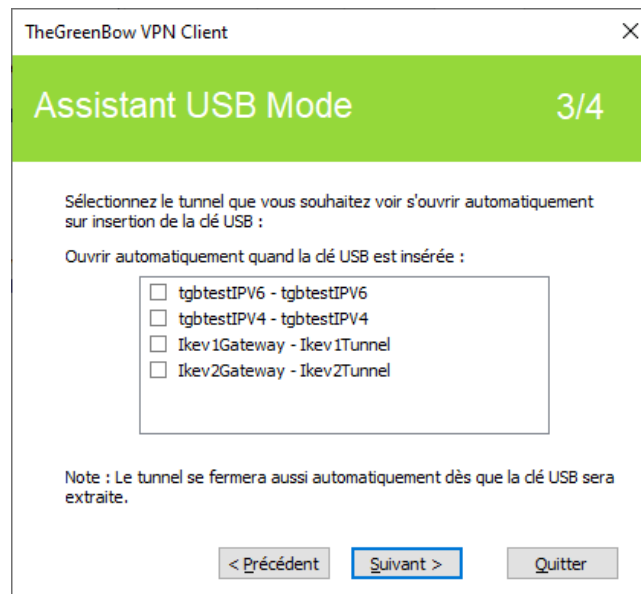 TheGreenBow VPN Client
Assistant USB Mode 3/4
Sélectionnez le tunnel que vous souhaitez voir s'ouvrir automatiquement
sur insertion de la clé USB :
Ouvrir automatiquement quand la clé USB est insérée :
tgbtestIPV6 - tgbtestIPV6
tgbtestIPV4 - tgbtestIPV4
Ikev1Gateway - Ikev1Tunnel
Ikev2Gateway - Ikev2Tunnel
Note : Le tunnel se fermera aussi automatiquement dès que la clé USB sera
extraite.
< Précédent Suivant > Quitter